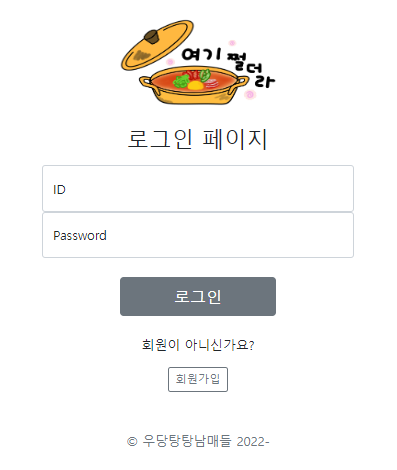 여기 쩔더라
로그인 페이지
ID
Password
로그인
회원이 아니신가요?
회원가입
© 우당탕탕남매들 2022-